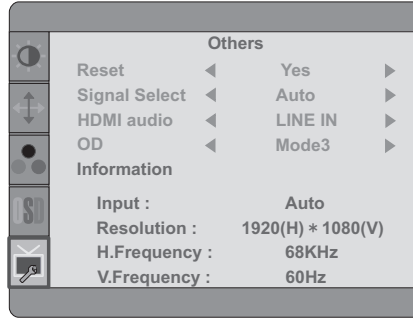 Others
Reset Yes
Signal Select Auto
HDMI audio LINE IN
OD Mode3
Information
Input : Auto
Resolution : 1920(H) * 1080(V)
H.Frequency : 68KHz
V.Frequency : 60Hz
OSD